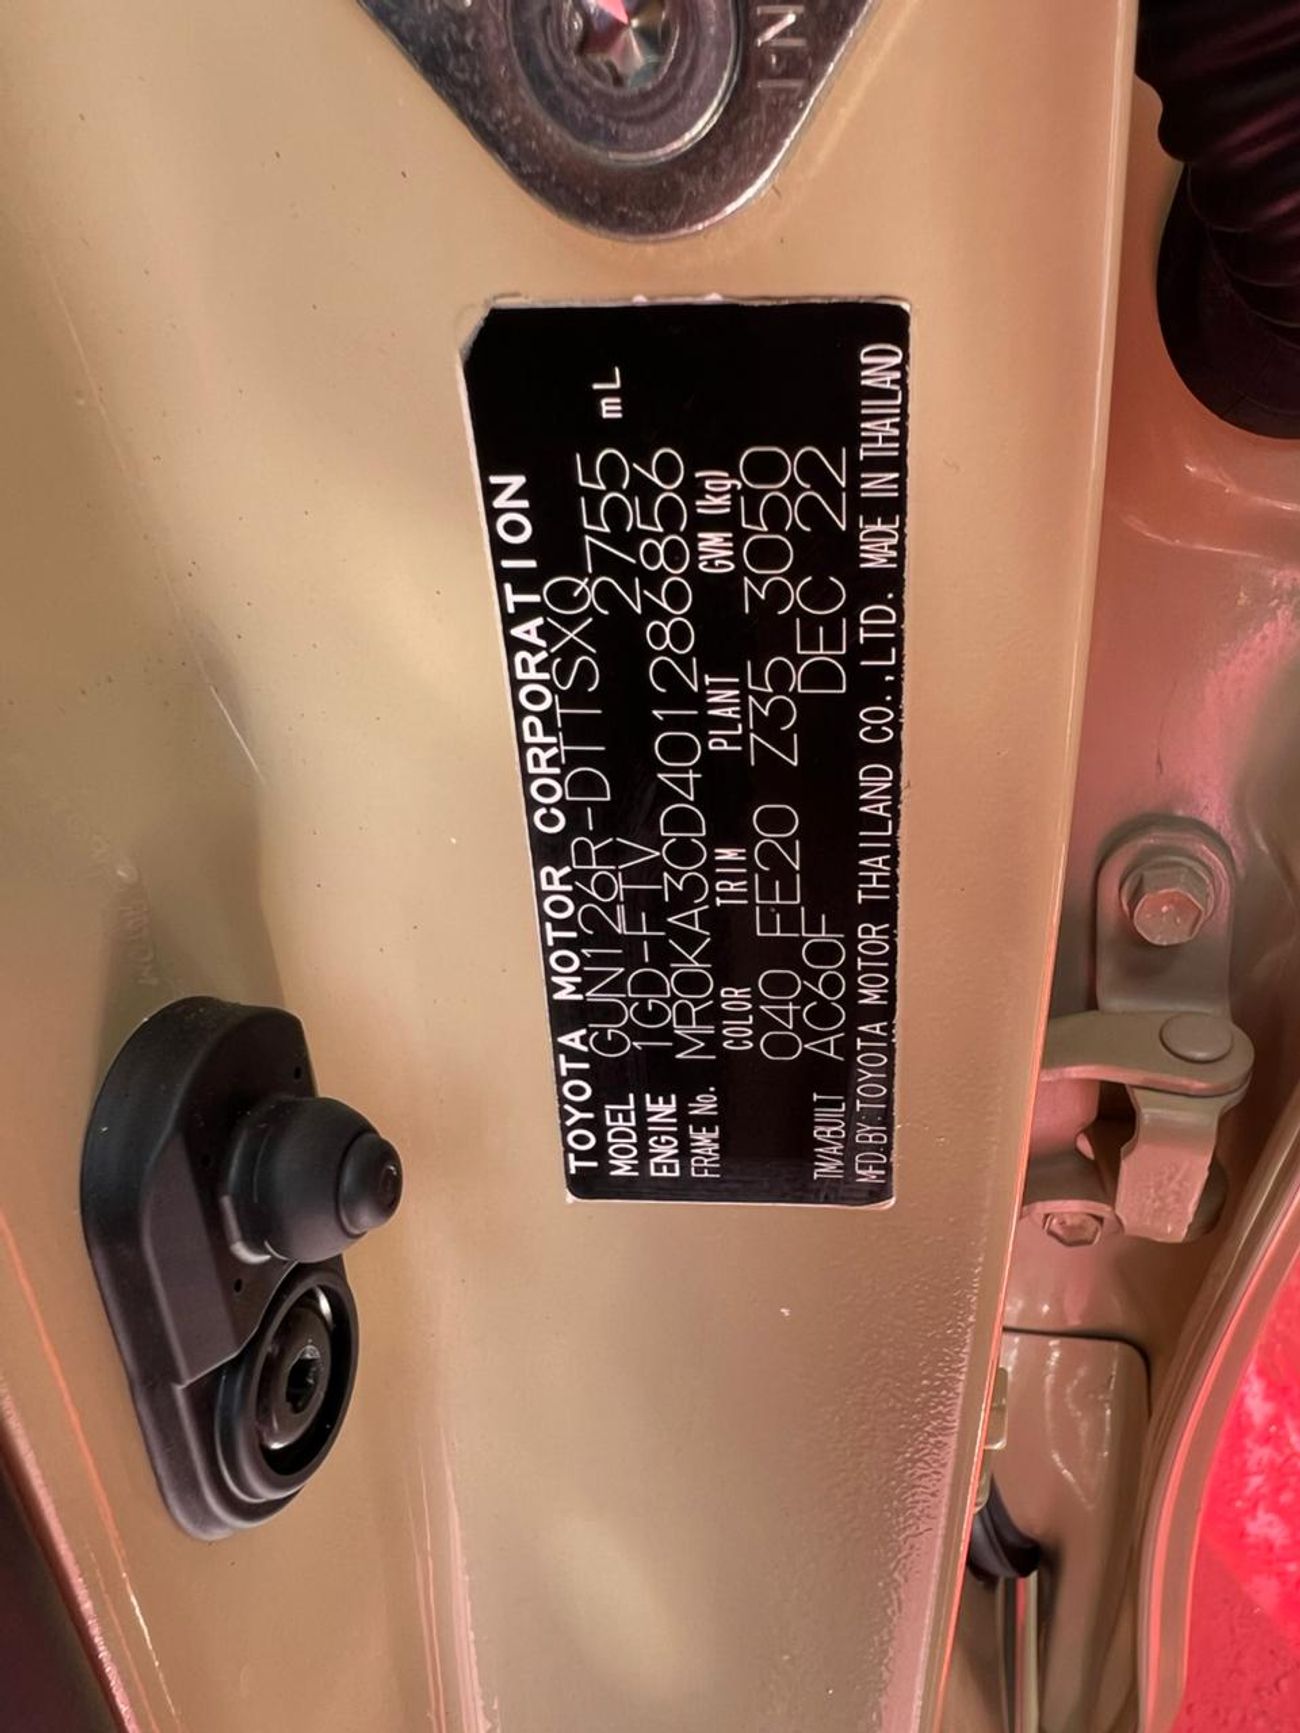 TOYOTA MOTOR CORPORATION
MODEL GUN126R-DTTSXQ
ENGINE 1GD-FTV 2755 mL
FRAME No. MR0KA3CD401286856
COLOR TRIM PLANT GVM (kg)
040 FE20 Z35 3050
TM/A/BUILT AC60F DEC 22
MFD.BY:TOYOTA MOTOR THAILAND CO.,LTD. MADE IN THAILAND